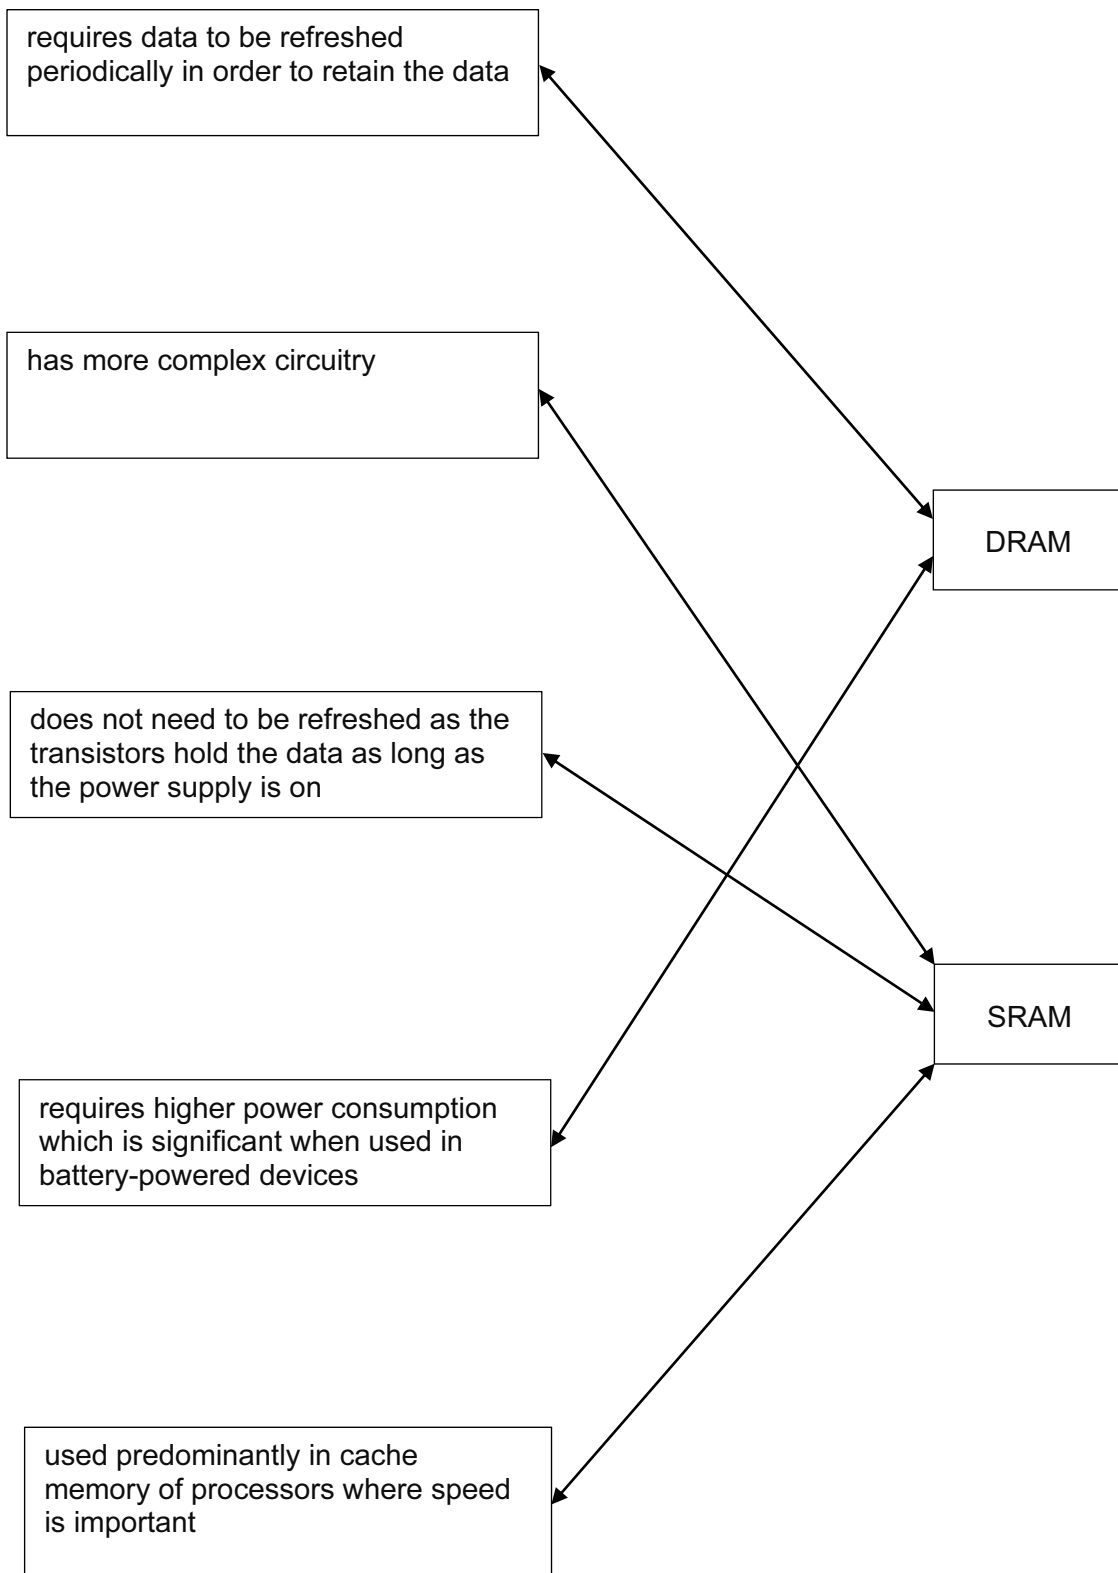 requires data to be refreshed
periodically in order to retain the data
has more complex circuitry
DRAM
does not need to be refreshed as the
transistors hold the data as long as
the power supply is on
SRAM
requires higher power consumption
which is significant when used in
battery-powered devices
used predominantly in cache
memory of processors where speed
is important